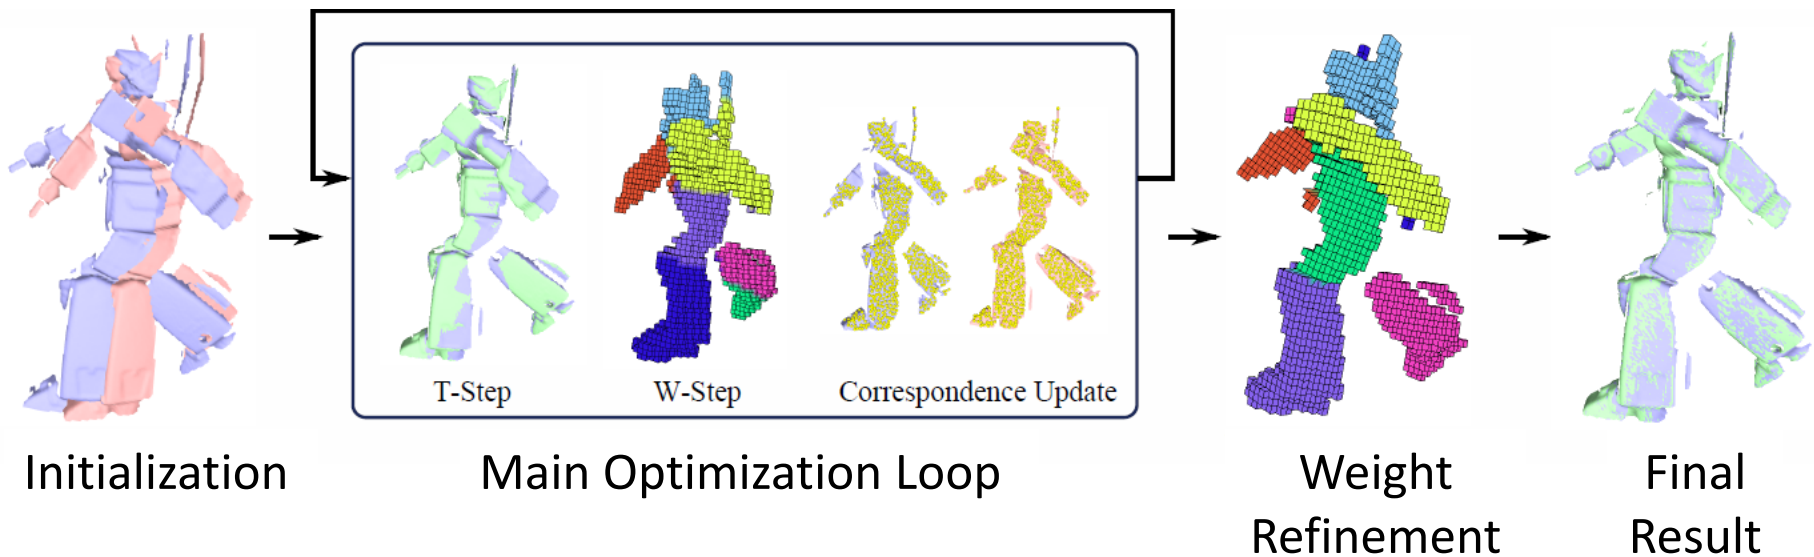 T-Step
W-Step
Correspondence Update
Initialization
Main Optimization Loop
Weight
Refinement
Final
Result